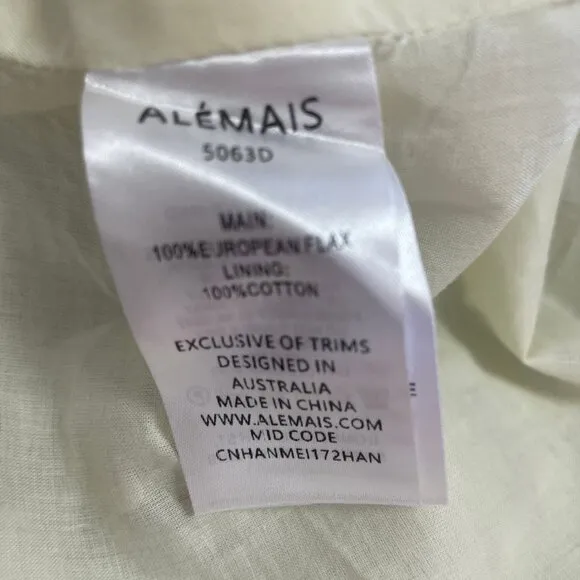 ALÉMAIS
5063D
MAIN:
100%EUROPEAN FLAX
LINING:
100%COTTON
EXCLUSIVE OF TRIMS
DESIGNED IN
AUSTRALIA
MADE IN CHINA
WWW.ALEMAIS.COM
MID CODE
CNHANMEI172HAN